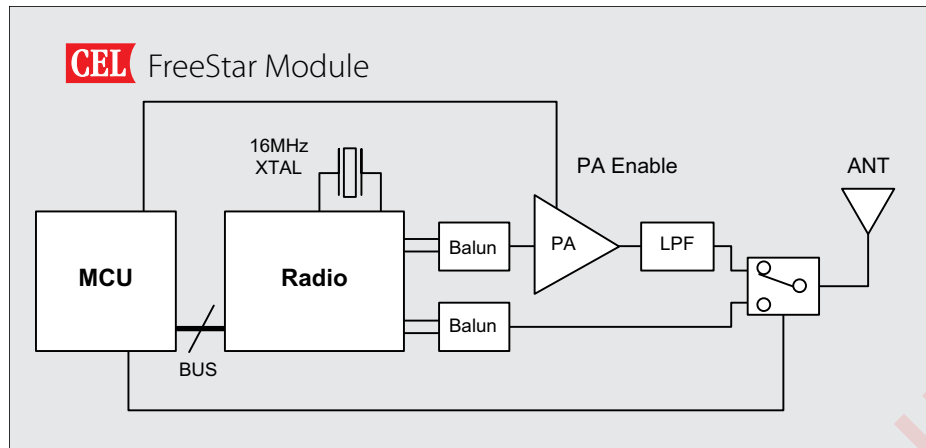 CEL FreeStar Module
16MHz
XTAL
PA Enable
ANT
MCU
Radio
Balun
PA
LPF
Balun
BUS